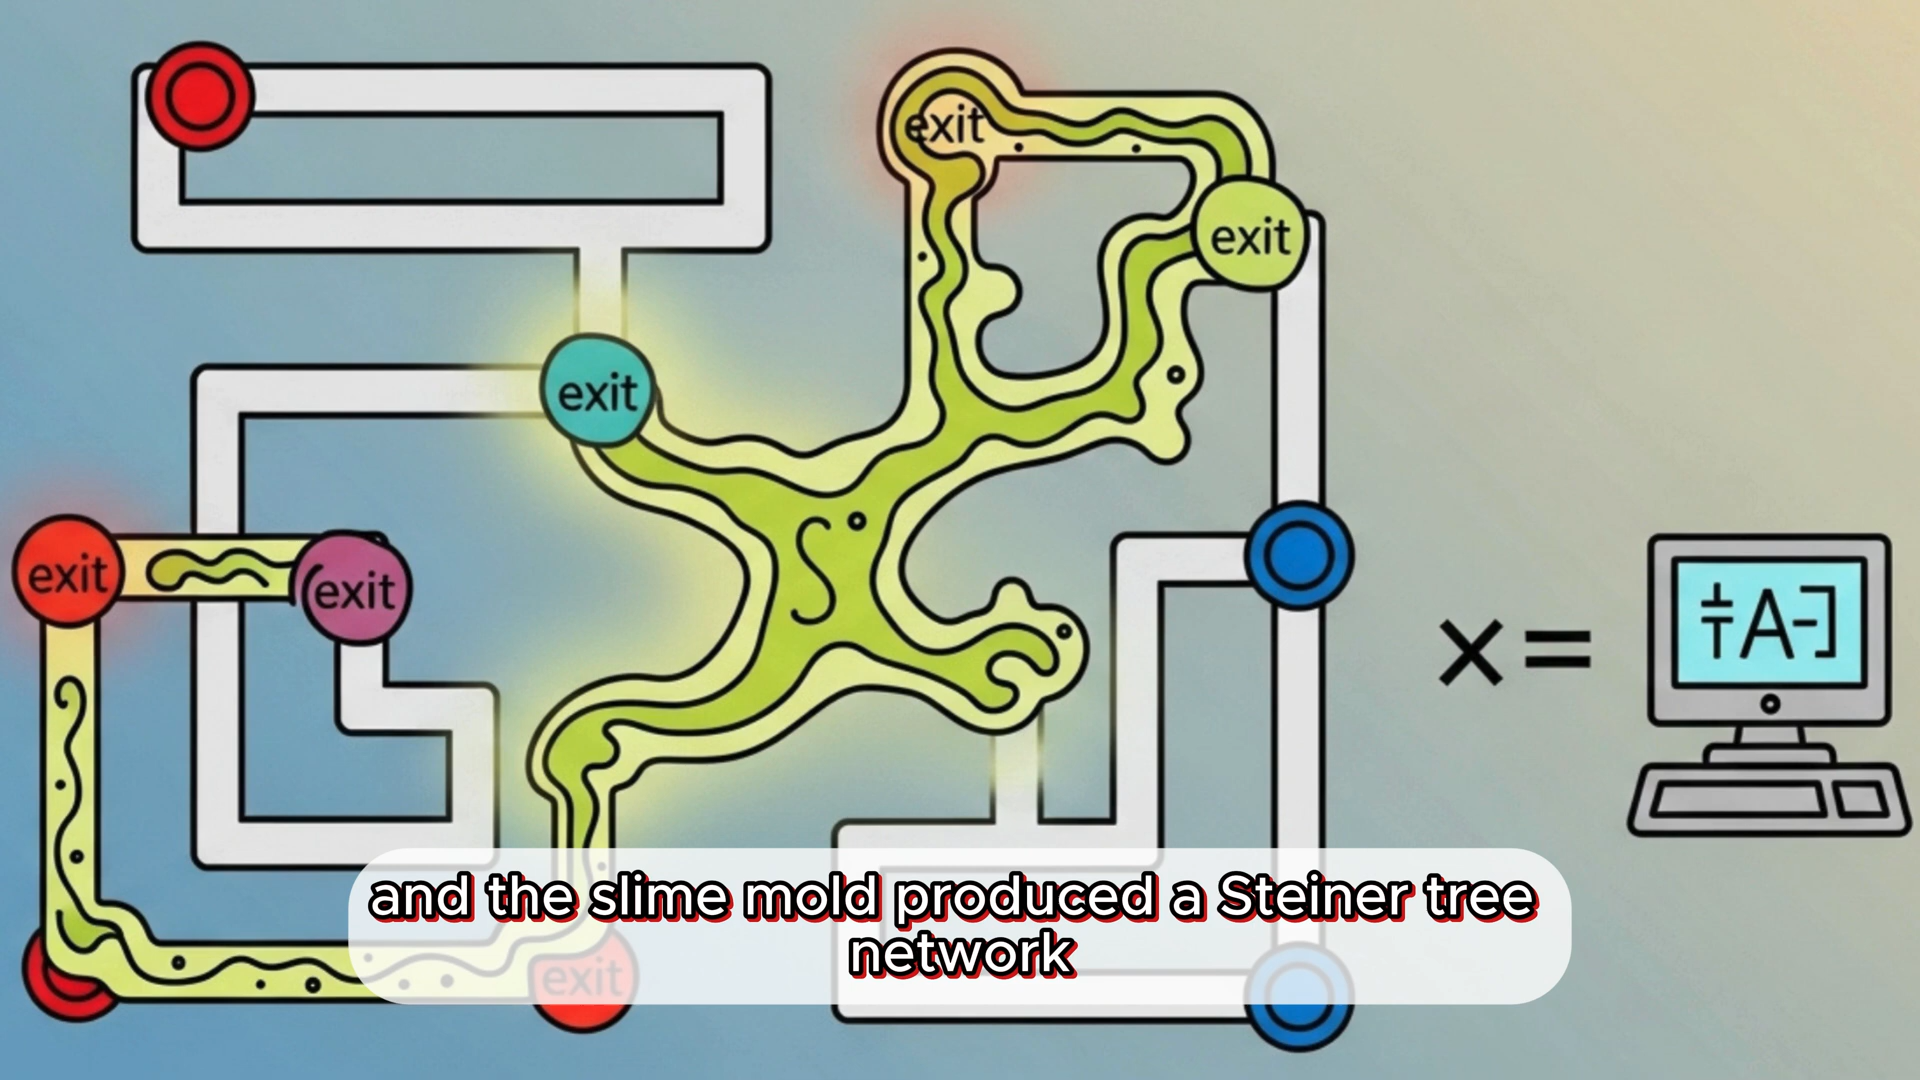 exit
exit
exit
exit
exit
S
×=
A
exit
and the slime mold produced a Steiner tree
network